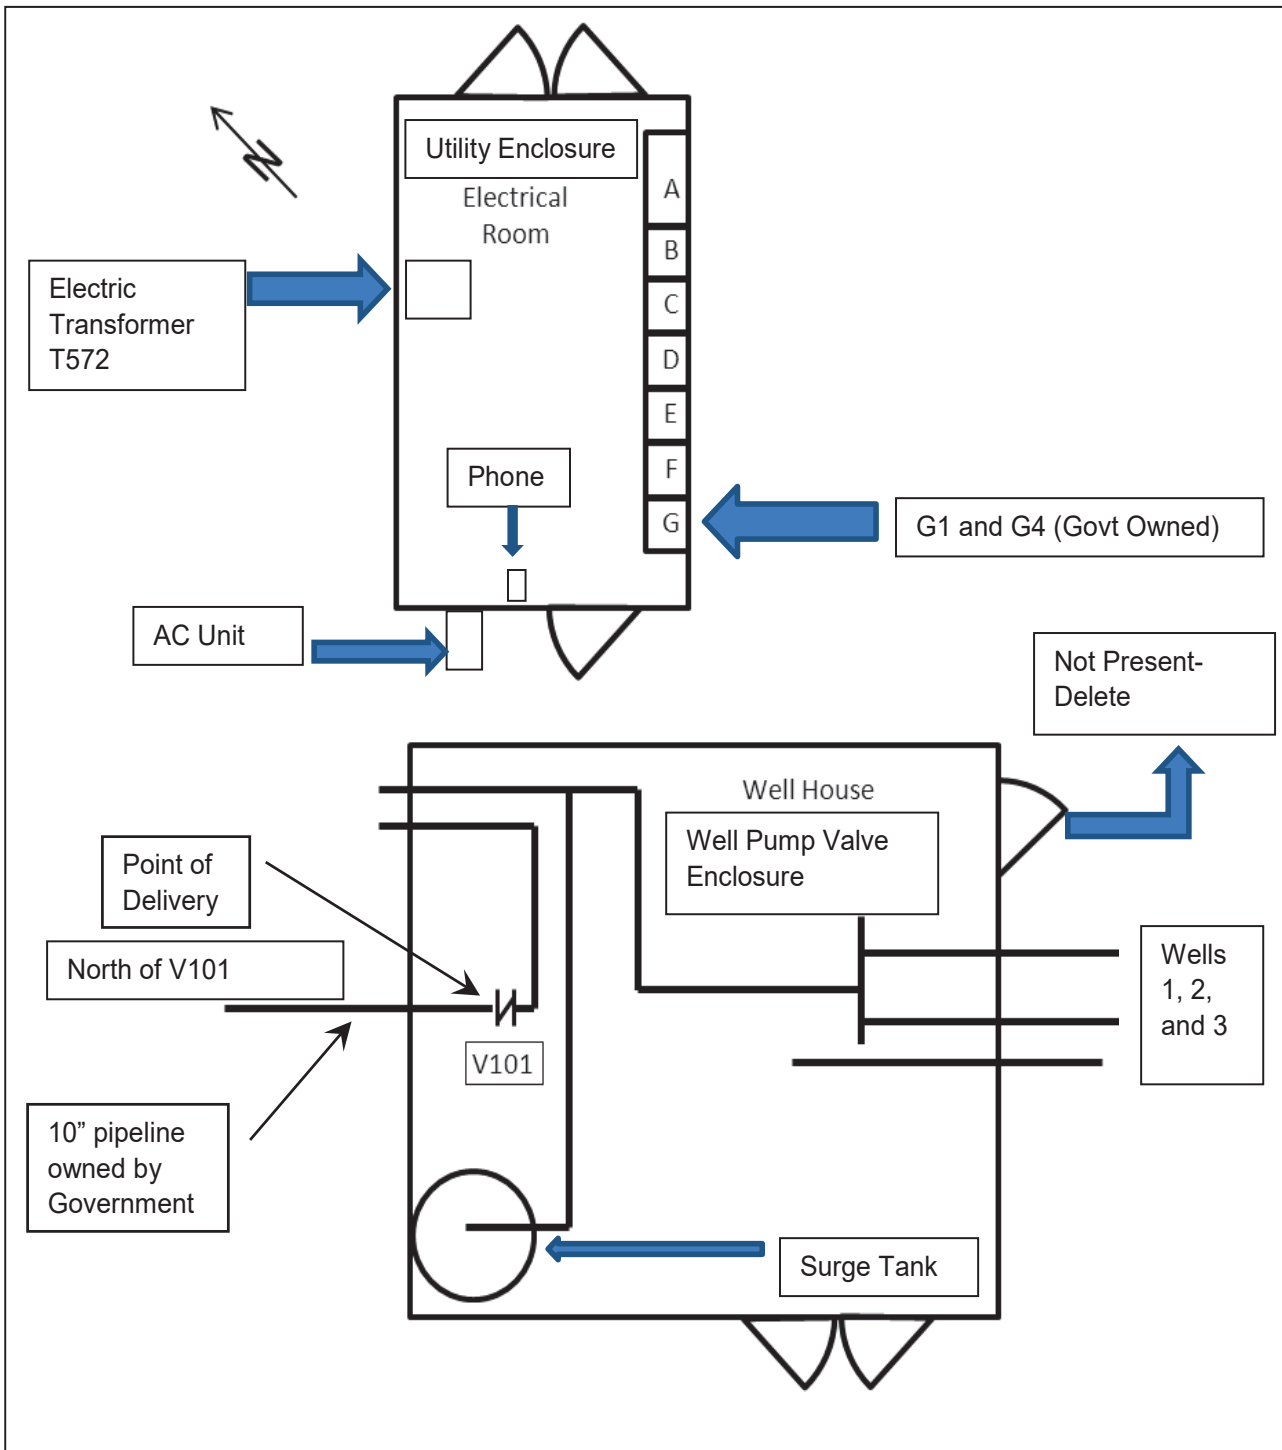 Utility Enclosure
Electrical
Room
A
B
C
D
E
F
G
Electric
Transformer
T572
Phone
G1 and G4 (Govt Owned)
AC Unit
Not Present-
Delete
Well House
Well Pump Valve
Enclosure
Point of
Delivery
North of V101
Wells
1, 2,
and 3
V101
10” pipeline
owned by
Government
Surge Tank